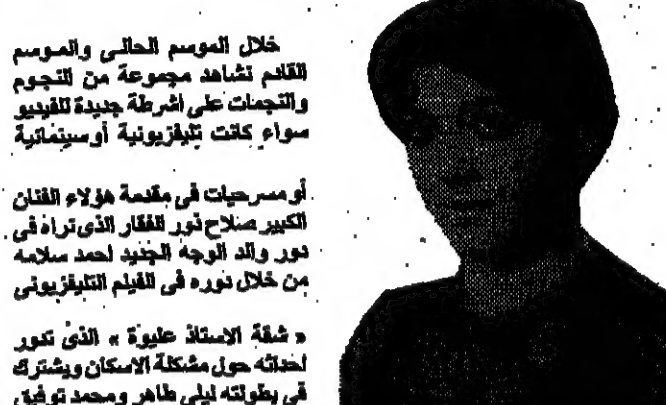 خلال الموسم الحالى والموسم
القادم تشاهد مجموعة من النجوم
والنجمات على اشرطة جديدة للفيديو
سواء كانت تليفزيونية أو سينمائية
أو مسرحيات فى مقدمة هؤلاء الفنان
الكبير صلاح نور الفقار الذى تراه فى
دور والد الوجه الجديد احمد سلامه
من خلال دوره فى الفيلم التليفزيونى
« شقة الاستاذ عليوة » الذى تدور
احداثه حول مشكلة الاسكان ويشترك
فى بطولته ليلى طاهر ومحمد توفيق